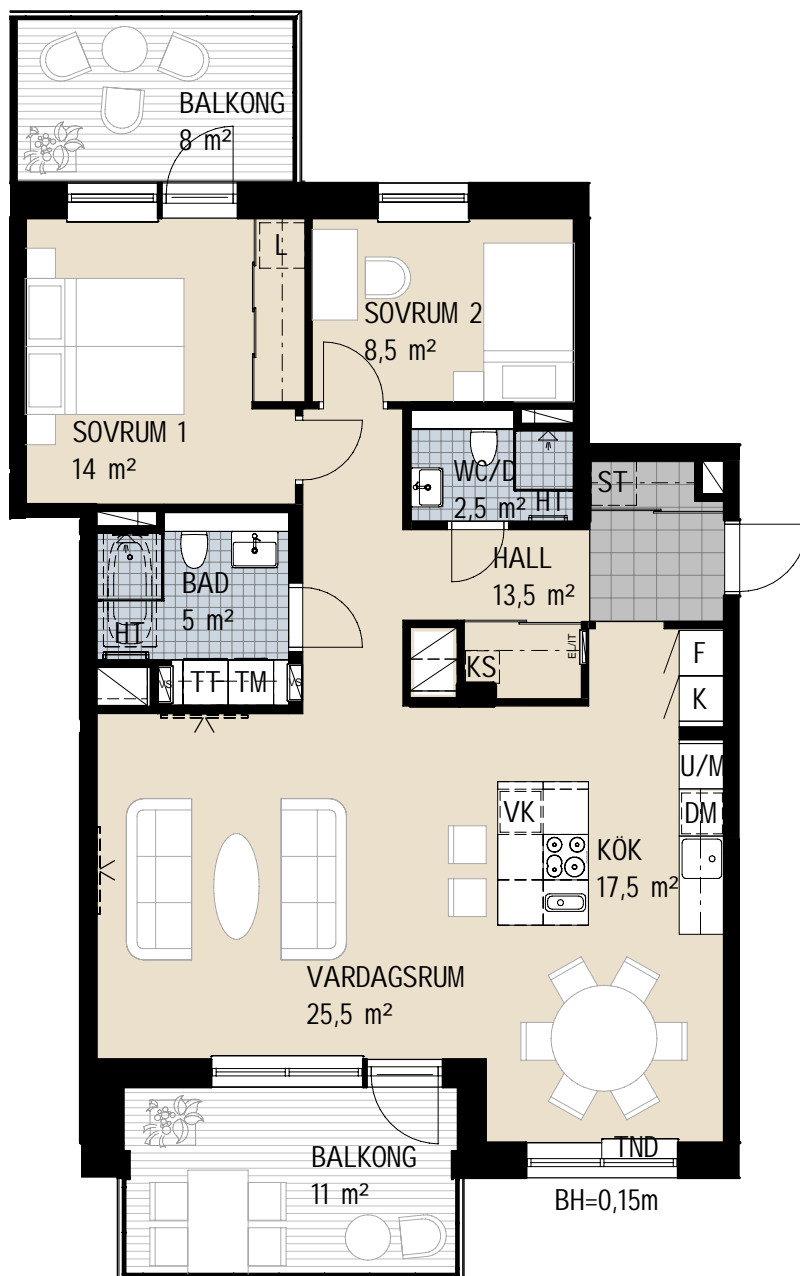 BALKONG
8 m²
L
SOVRUM 2
8,5 m²
SOVRUM 1
14 m²
WC/D
2,5 m²
HT
ST
HALL
13,5 m²
BAD
5 m²
HT
KS
EL/IT
F
K
VS
TT
TM
VS
U/M
VK
DM
KÖK
17,5 m²
VARDAGSRUM
25,5 m²
BALKONG
11 m²
TND
BH=0,15m